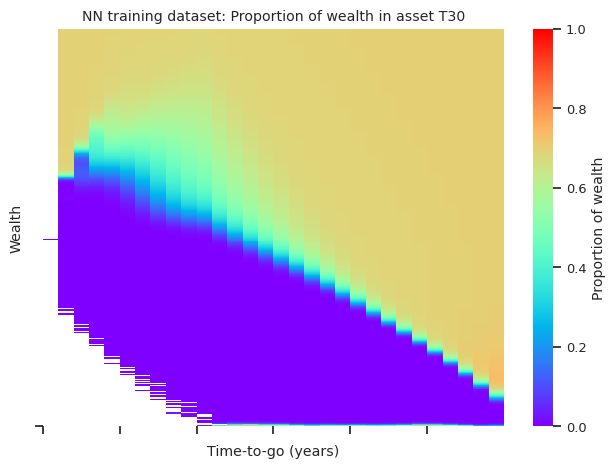 NN training dataset: Proportion of wealth in asset T30
Wealth
Time-to-go (years)
1.0
0.8
0.6
0.4
0.2
0.0
Proportion of wealth